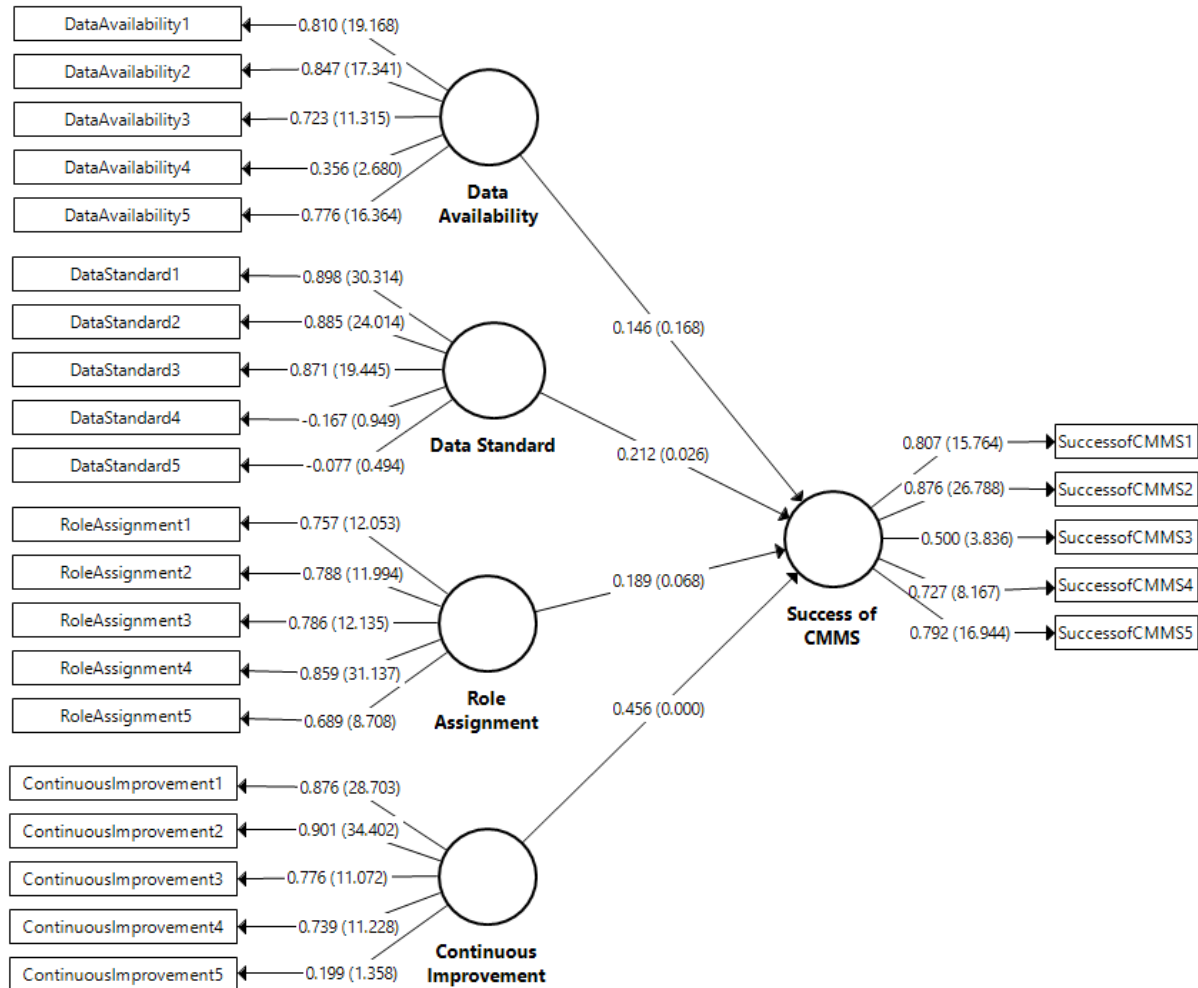 DataAvailability1
0.810 (19.168)
DataAvailability2
0.847 (17.341)
DataAvailability3
0.723 (11.315)
DataAvailability4
0.356 (2.680)
DataAvailability5
0.776 (16.364)
Data
Availability
DataStandard1
0.898 (30.314)
DataStandard2
0.885 (24.014)
DataStandard3
0.871 (19.445)
DataStandard4
-0.167 (0.949)
DataStandard5
-0.077 (0.494)
Data Standard
RoleAssignment1
0.757 (12.053)
RoleAssignment2
0.788 (11.994)
RoleAssignment3
0.786 (12.135)
RoleAssignment4
0.859 (31.137)
RoleAssignment5
0.689 (8.708)
Role
Assignment
ContinuousImprovement1
0.876 (28.703)
ContinuousImprovement2
0.901 (34.402)
ContinuousImprovement3
0.776 (11.072)
ContinuousImprovement4
0.739 (11.228)
ContinuousImprovement5
0.199 (1.358)
Continuous
Improvement
0.146 (0.168)
0.212 (0.026)
0.189 (0.068)
0.456 (0.000)
Success of
CMMS
0.807 (15.764)
SuccessofCMMS1
0.876 (26.788)
SuccessofCMMS2
0.500 (3.836)
SuccessofCMMS3
0.727 (8.167)
SuccessofCMMS4
0.792 (16.944)
SuccessofCMMS5